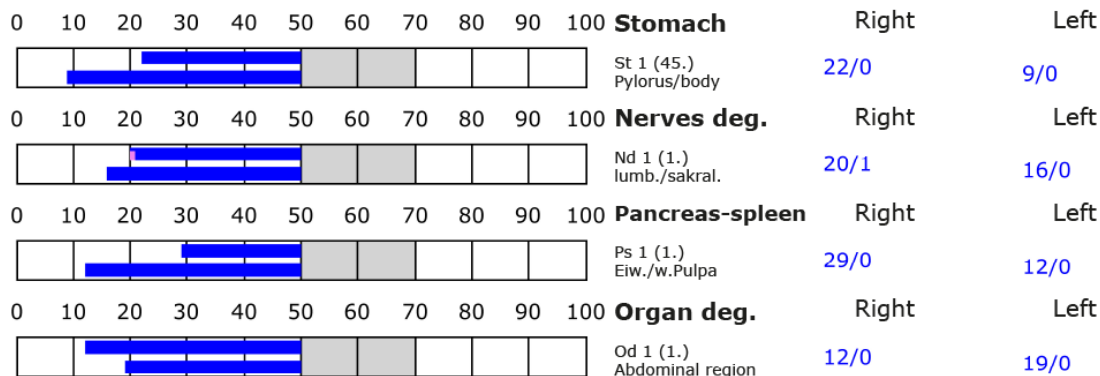 0 10 20 30 40 50 60 70 80 90 100 Stomach Right Left
St 1 (45.)
Pylorus/body
22/0 9/0
0 10 20 30 40 50 60 70 80 90 100 Nerves deg. Right Left
Nd 1 (1.)
lumb./sakral.
20/1 16/0
0 10 20 30 40 50 60 70 80 90 100 Pancreas-spleen Right Left
Ps 1 (1.)
Eiw./w.Pulpa
29/0 12/0
0 10 20 30 40 50 60 70 80 90 100 Organ deg. Right Left
Od 1 (1.)
Abdominal region
12/0 19/0